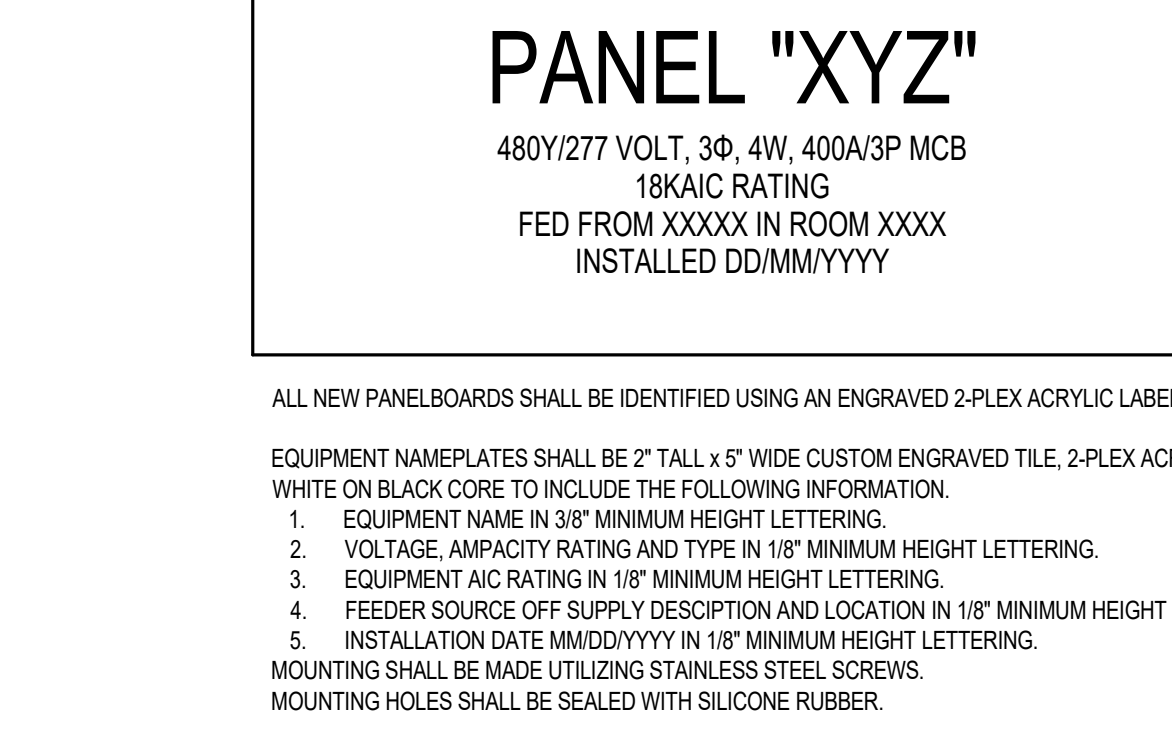 PANEL "XYZ"
480Y/277 VOLT, 3Φ, 4W, 400A/3P MCB
18KAIC RATING
FED FROM XXXXX IN ROOM XXXX
INSTALLED DD/MM/YYYY
ALL NEW PANELBOARDS SHALL BE IDENTIFIED USING AN ENGRAVED 2-PLEX ACRYLIC
EQUIPMENT NAMEPLATES SHALL BE 2" TALL x 5" WIDE CUSTOM ENGRAVED TILE, 2-PLEX
WHITE ON BLACK CORE TO INCLUDE THE FOLLOWING INFORMATION.
1. EQUIPMENT NAME IN 3/8" MINIMUM HEIGHT LETTERING.
2. VOLTAGE, AMPACITY RATING AND TYPE IN 1/8" MINIMUM HEIGHT LETTERING.
3. EQUIPMENT AIC RATING IN 1/8" MINIMUM HEIGHT LETTERING.
4. FEEDER SOURCE OFF SUPPLY DESCIPTION AND LOCATION IN 1/8" MINIMUM HEIGHT
5. INSTALLATION DATE MM/DD/YYYY IN 1/8" MINIMUM HEIGHT LETTERING.
MOUNTING SHALL BE MADE UTILIZING STAINLESS STEEL SCREWS.
MOUNTING HOLES SHALL BE SEALED WITH SILICONE RUBBER.